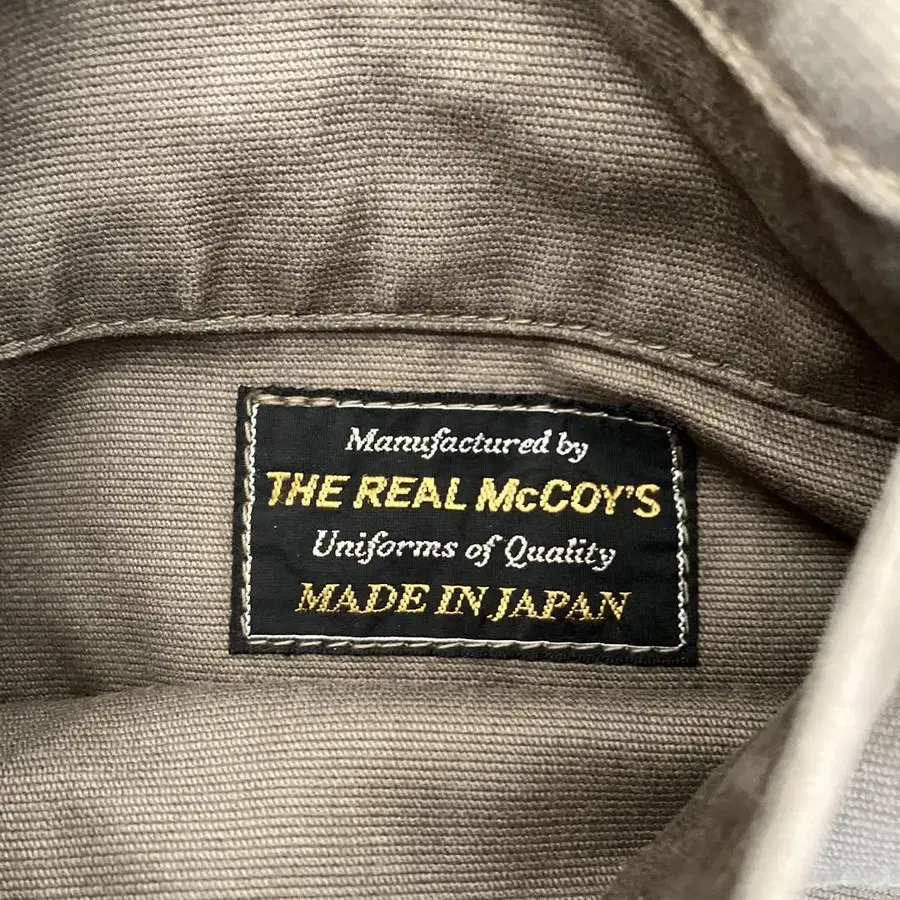 Manufactured by
THE REAL McCOY'S
Uniforms of Quality
MADE IN JAPAN